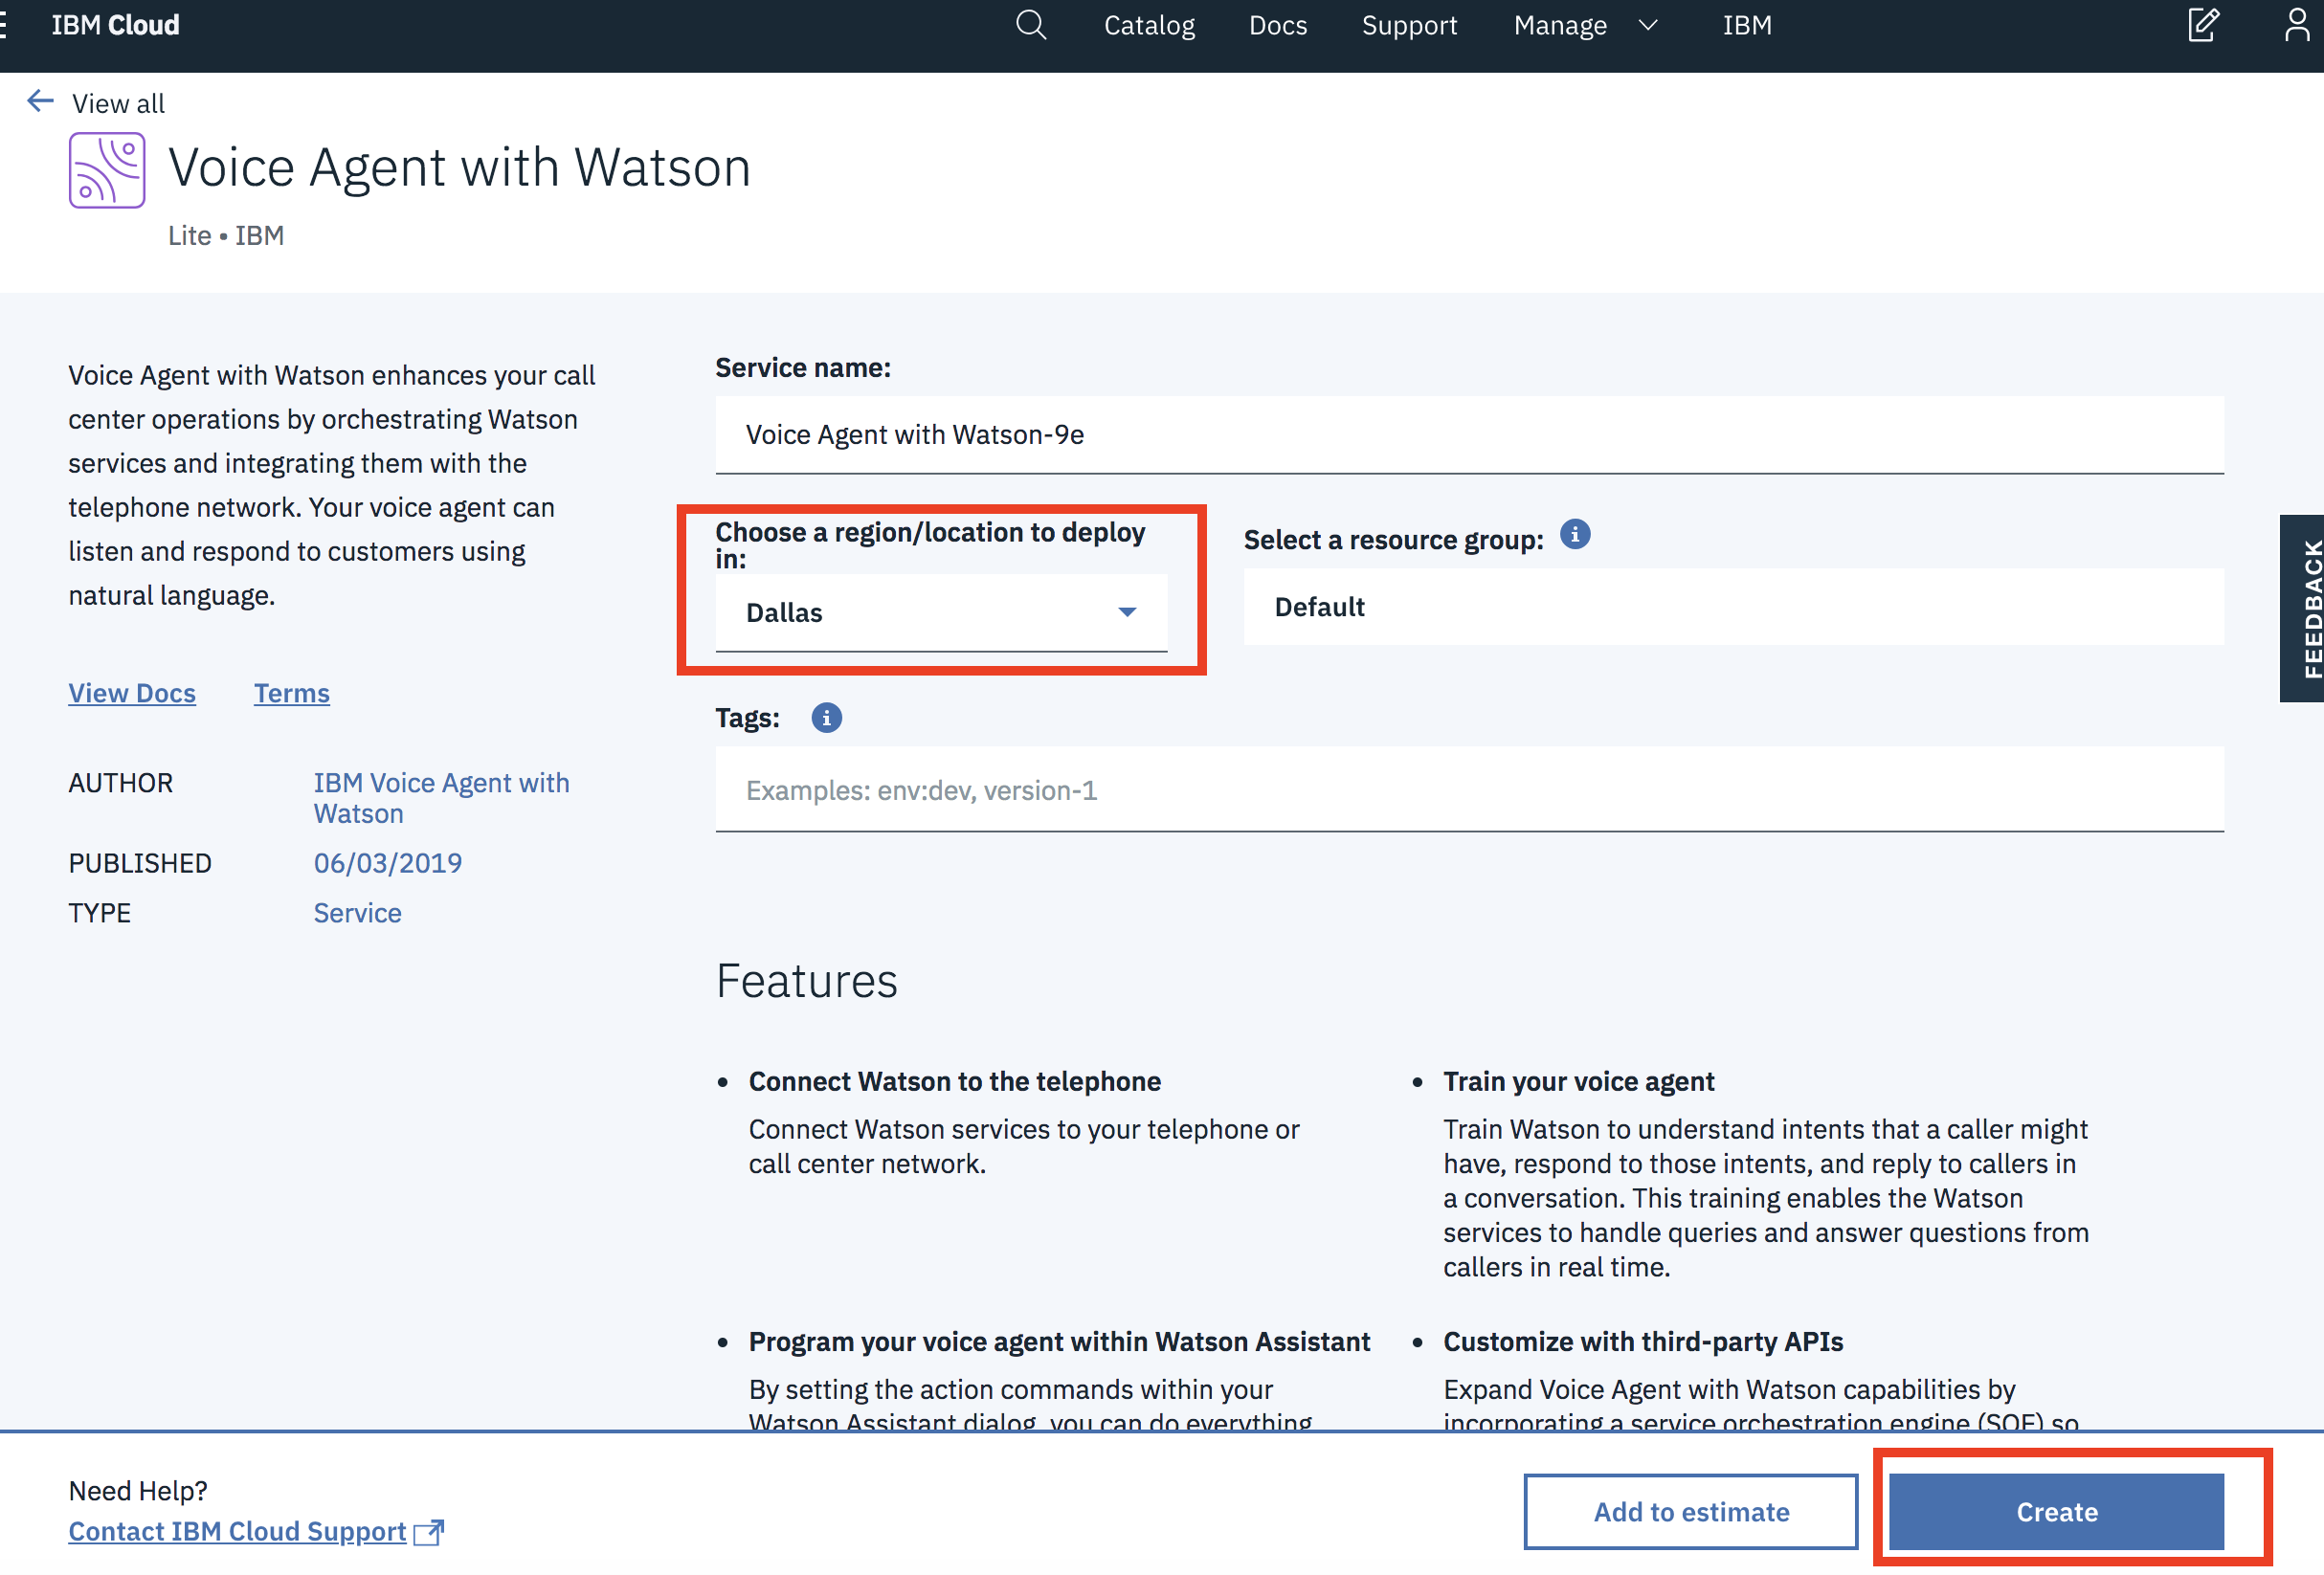 IBM Cloud
Catalog
Docs
Support
Manage
IBM
View all
Voice Agent with Watson
Lite • IBM
Voice Agent with Watson enhances your call
center operations by orchestrating Watson
services and integrating them with the
telephone network. Your voice agent can
listen and respond to customers using
natural language.
View Docs
Terms
AUTHOR
IBM Voice Agent with
Watson
PUBLISHED
06/03/2019
TYPE
Service
Service name:
Voice Agent with Watson-9e
Choose a region/location to deploy
in:
Dallas
Select a resource group:
Default
Tags:
Examples: env:dev, version-1
FEEDBACK
Features
• Connect Watson to the telephone
Connect Watson services to your telephone or
call center network.
• Train your voice agent
Train Watson to understand intents that a caller might
have, respond to those intents, and reply to callers in
a conversation. This training enables the Watson
services to handle queries and answer questions from
callers in real time.
• Program your voice agent within Watson Assistant
By setting the action commands within your
Watson Assistant dialog, you can do everything
• Customize with third-party APIs
Expand Voice Agent with Watson capabilities by
incorporating a service orchestration engine (SOE) so
Need Help?
Contact IBM Cloud Support
Add to estimate
Create